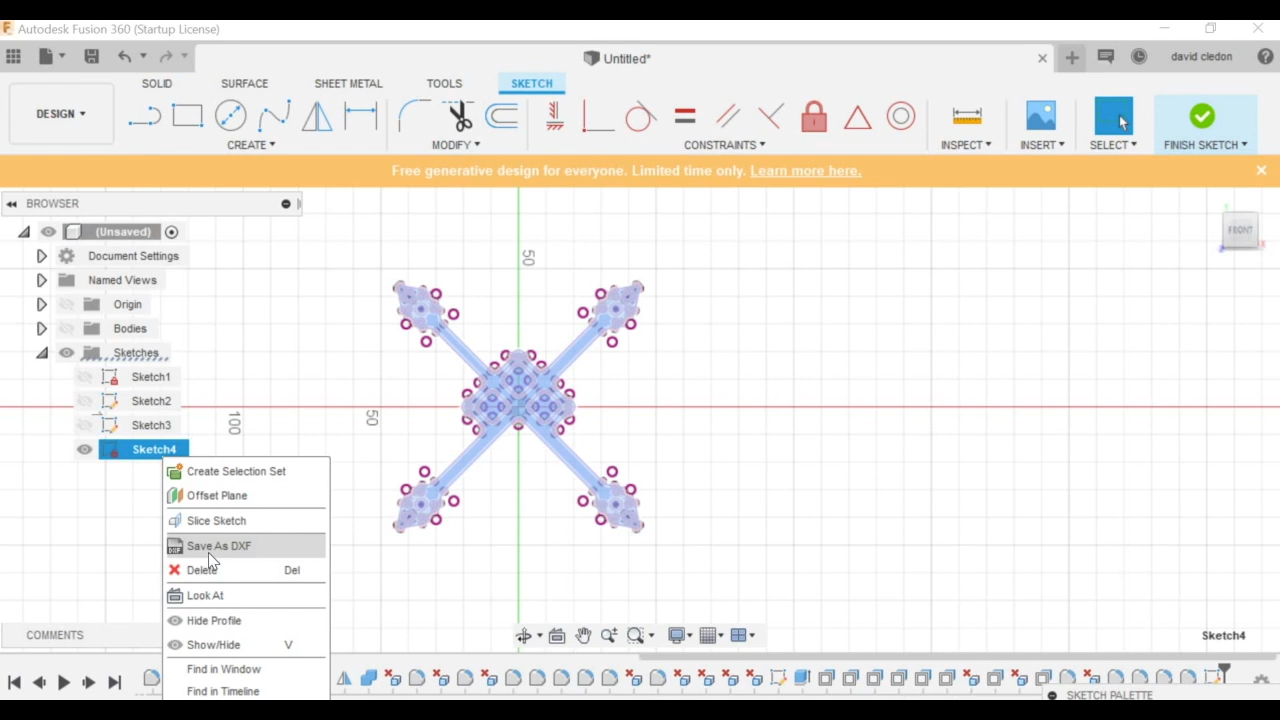 Autodesk Fusion 360 (Startup License)
Untitled*
david cledon
SOLID SURFACE SHEET METAL TOOLS SKETCH
DESIGN ▾
CREATE ▾ MODIFY ▾ CONSTRAINTS ▾ INSPECT ▾ INSERT ▾ SELECT ▾ FINISH SKETCH ▾
Free generative design for everyone. Limited time only. Learn more here.
BROWSER
(Unsaved)
Document Settings
Named Views
Origin
Bodies
Sketches
Sketch1
Sketch2
Sketch3
Sketch4
50
100
50
FRONT
Create Selection Set
Offset Plane
Slice Sketch
DXF Save As DXF
Delete Del
Look At
Hide Profile
Show/Hide V
Find in Window
Find in Timeline
COMMENTS
Sketch4
SKETCH PALETTE